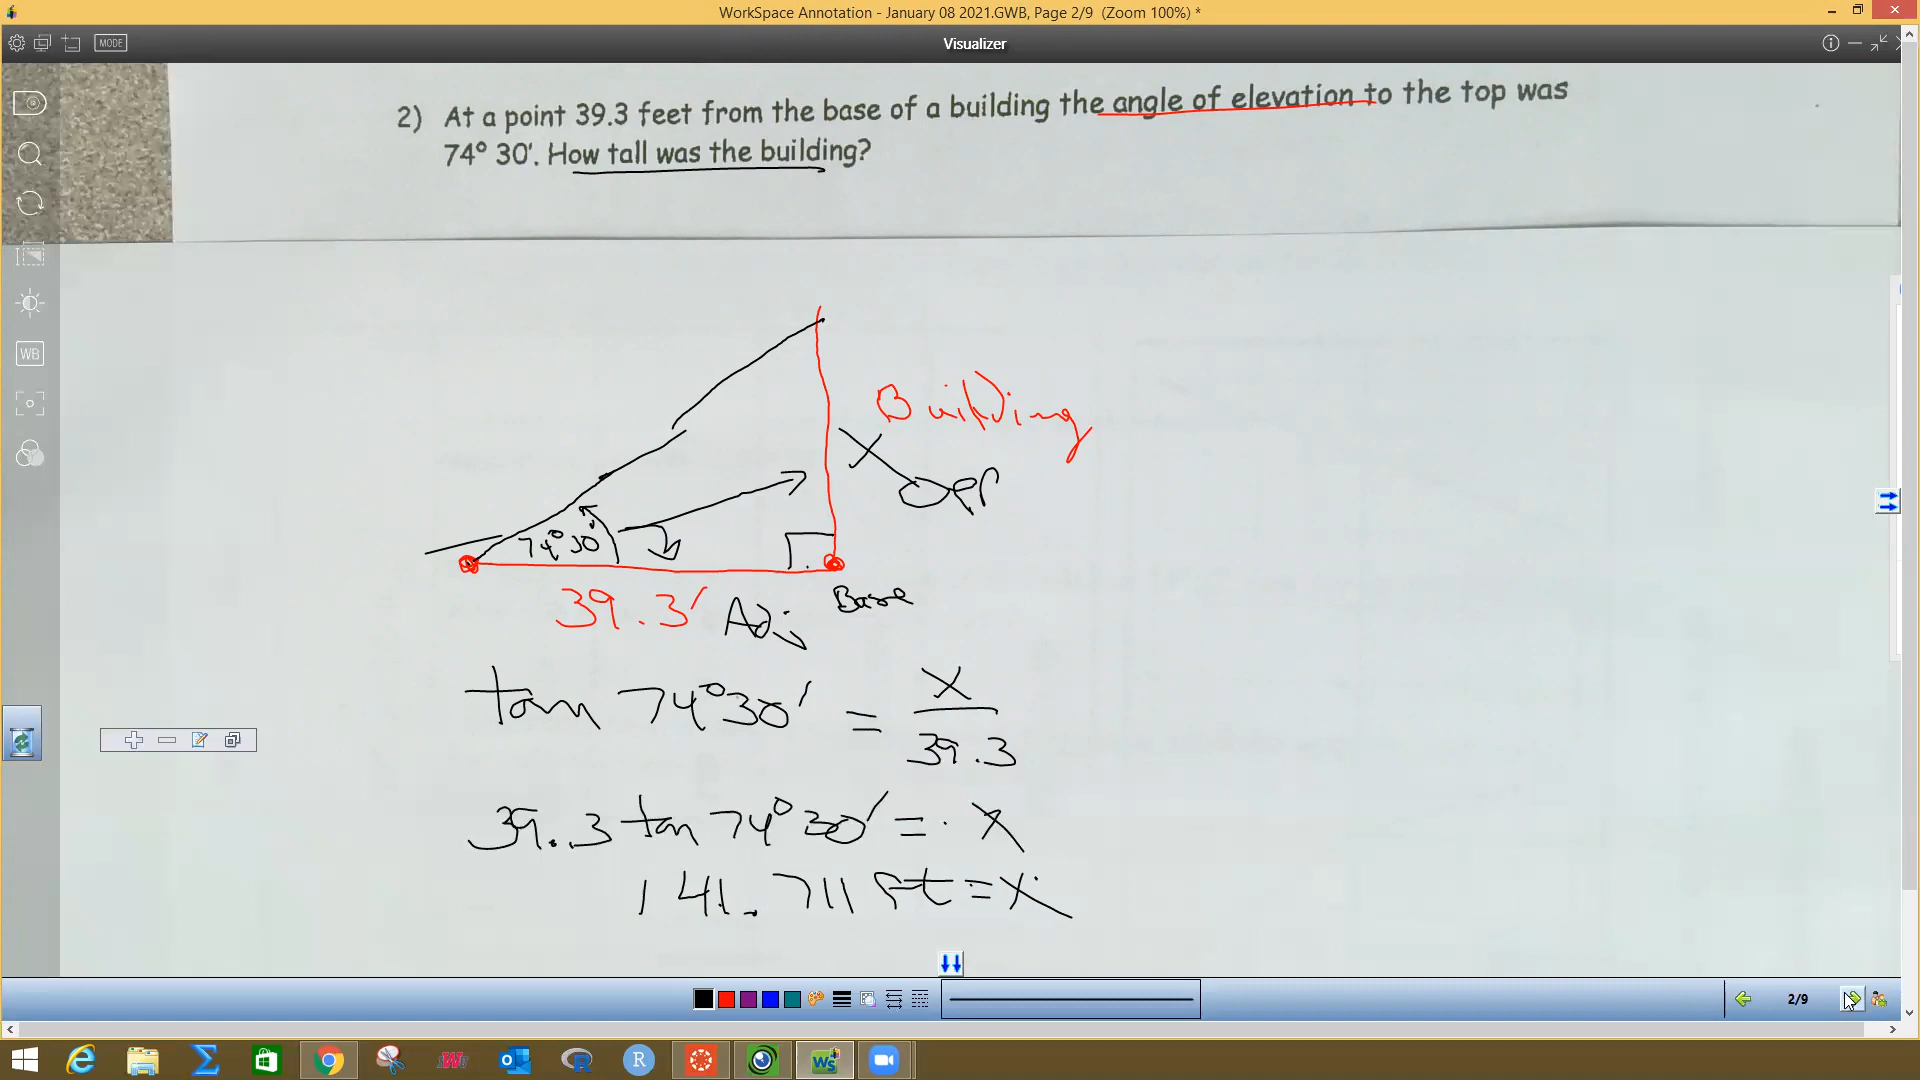 WorkSpace Annotation - January 08 2021.GWB, Page 2/9 (Zoom 100%) *
MODE
Visualizer
2) At a point 39.3 feet from the base of a building the angle of elevation to the top was
74° 30'. How tall was the building?
WB
Building
X
opp
74°30'
39.3' Adj Base
tan 74°30' = X/39.3
39.3 tan 74°30' = X
141.711 ft = X
2/9
R
R
Ws